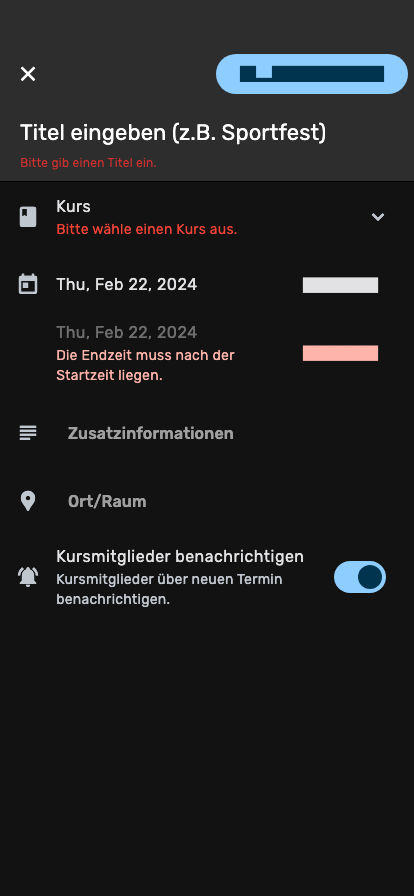 Titel eingeben (z.B. Sportfest)
Bitte gib einen Titel ein.
Kurs
Bitte wähle einen Kurs aus.
Thu, Feb 22, 2024
Thu, Feb 22, 2024
Die Endzeit muss nach der
Startzeit liegen.
Zusatzinformationen
Ort/Raum
Kursmitglieder benachrichtigen
Kursmitglieder über neuen Termin
benachrichtigen.